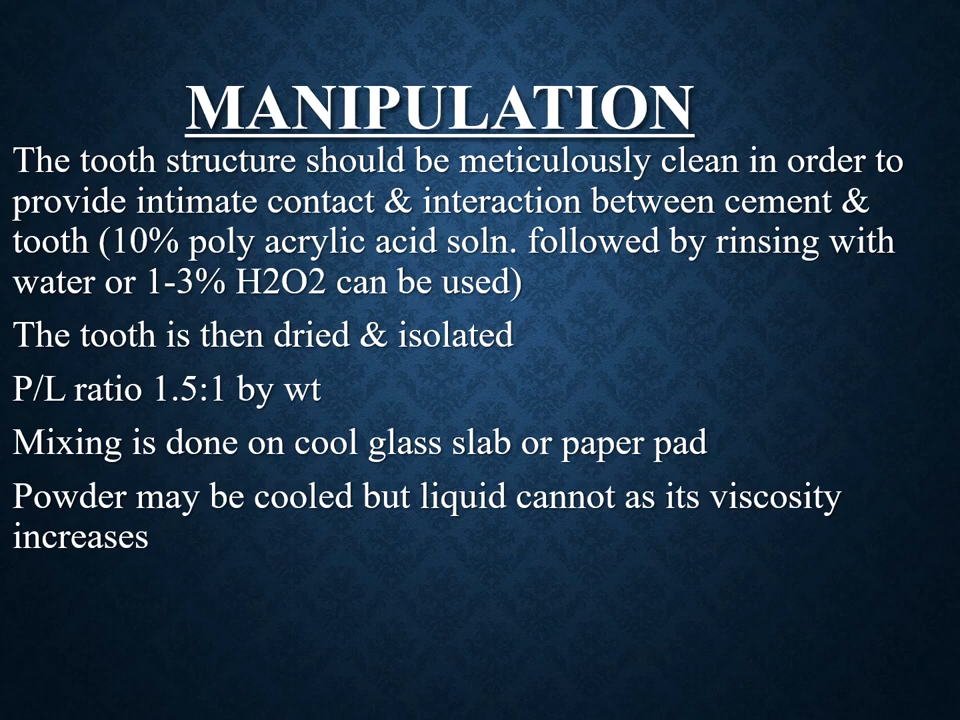 MANIPULATION
The tooth structure should be meticulously clean in order to
provide intimate contact & interaction between cement &
tooth (10% poly acrylic acid soln. followed by rinsing with
water or 1-3% H2O2 can be used)
The tooth is then dried & isolated
P/L ratio 1.5:1 by wt
Mixing is done on cool glass slab or paper pad
Powder may be cooled but liquid cannot as its viscosity
increases